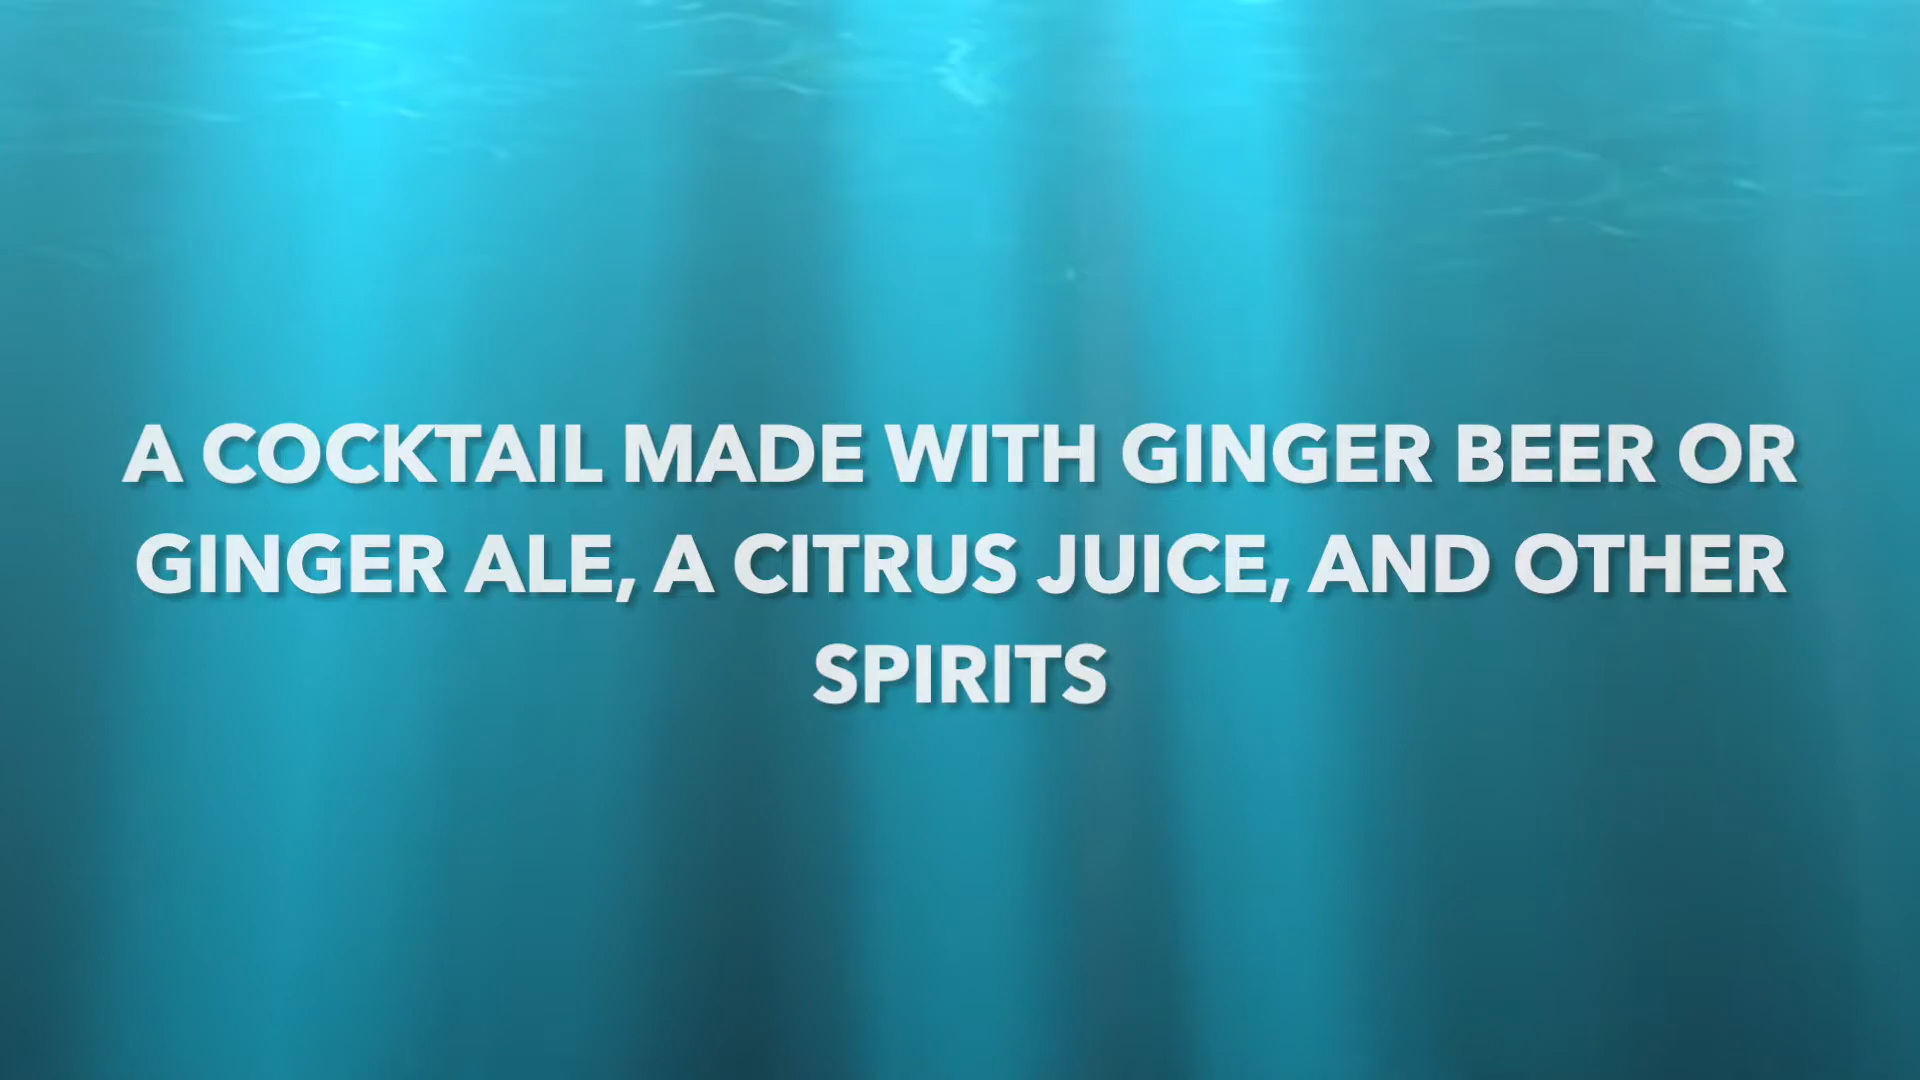 A COCKTAIL MADE WITH GINGER BEER OR
GINGER ALE, A CITRUS JUICE, AND OTHER
SPIRITS